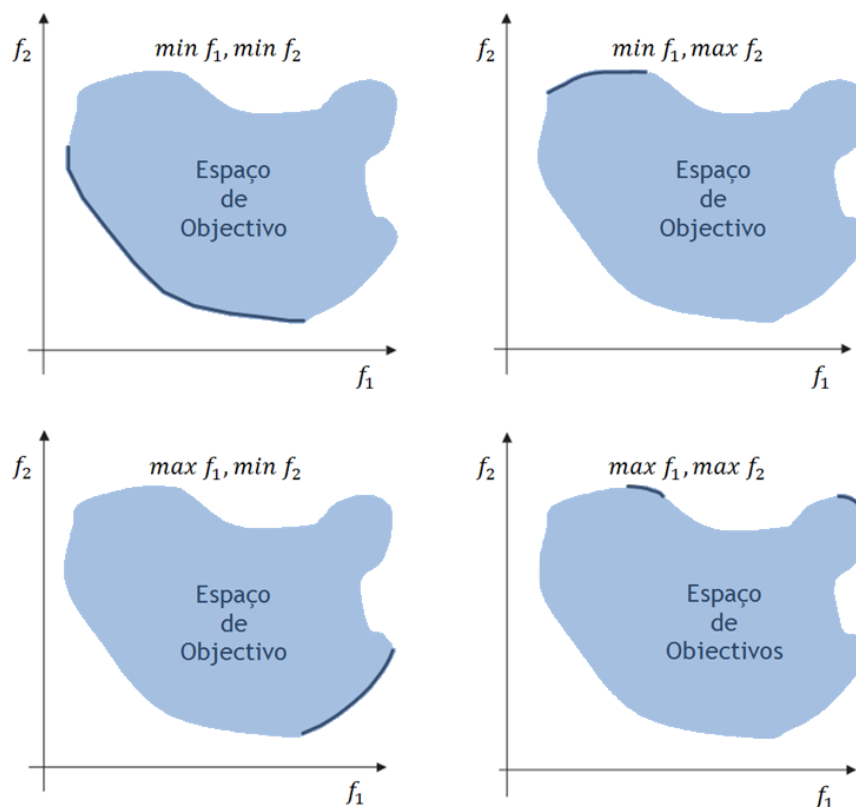 f₂
min f₁, min f₂
Espaço
de
Objectivo
f₁
f₂
min f₁, max f₂
Espaço
de
Objectivo
f₁
f₂
max f₁, min f₂
Espaço
de
Objectivo
f₁
f₂
max f₁, max f₂
Espaço
de
Obiectivos
f₁